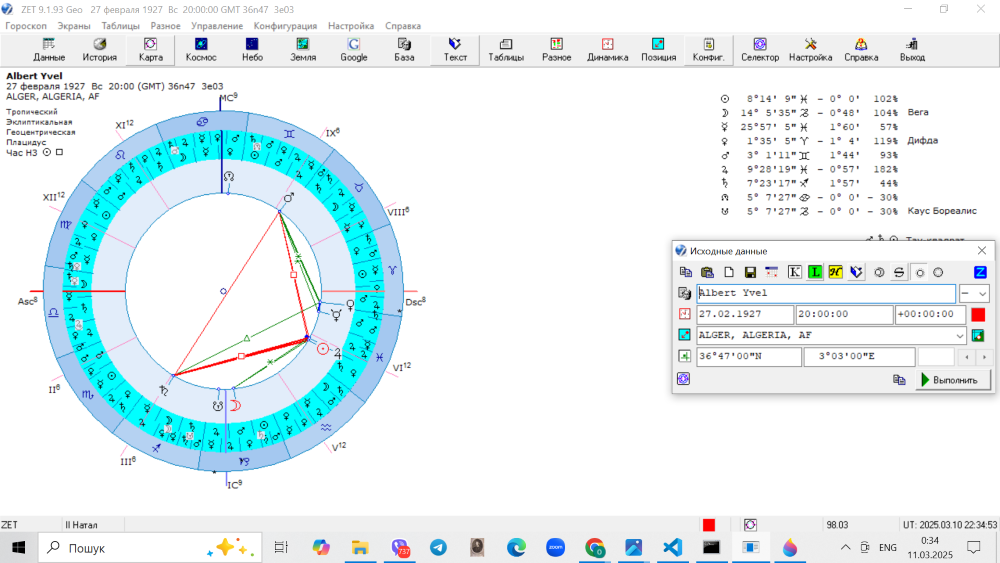 ZET 9.1.93 Geo   27 февраля 1927  Вс  20:00:00 GMT 36n47  3e03
Гороскоп Экраны Таблицы Разное Управление Конфигурация Настройка Справка
Данные История Карта Космос Небо Земля Google База Текст Таблицы Разное Динамика Позиция Конфиг. Селектор Настройка Справка Выход
Albert Yvel
27 февраля 1927  Вс  20:00 (GMT) 36n47  3e03
ALGER, ALGERIA, AF
Тропический
Эклиптикальная
Геоцентрическая
Плацидус
Час H3 ☉ □
MC⁹
XI¹²
IX⁶
XII¹²
VIII⁶
Asc⁸
Dsc⁸
II⁶
VI¹²
III⁶
V¹²
IC⁹
☉ 8°14' 9"♓ - 0° 0' 102%
☽ 14° 5'35"♑ - 0°48' 104% Вега
☿ 25°57' 5"♓ 1°60' 57%
♀ 1°35' 5"♈ - 1° 4' 119% Дифда
♂ 3° 1'11"♊ 1°44' 93%
♃ 9°28'19"♓ - 0°57' 182%
♄ 7°23'17"♐ 1°57' 44%
☊ 5° 7'27"♋ - 0° 0' - 30%
☋ 5° 7'27"♑ - 0° 0' - 30% Каус Бореалис
♂ ♄ ☉ Тау-квадрат
Исходные данные
K L H Z
Albert Yvel —
27.02.1927 20:00:00 +00:00:00
ALGER, ALGERIA, AF
36°47'00"N 3°03'00"E
Выполнить
ZET II Натал 98.03 UT: 2025.03.10 22:34:53
Пошук
737
zoom
ENG
0:34
11.03.2025